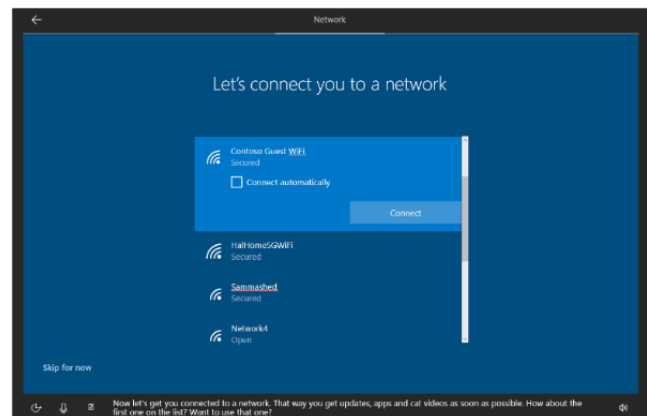 Network
Let's connect you to a network
Contoso Guest WiFi
Secured
Connect automatically
Connect
HalHomeSGWiFi
Secured
Sammashed
Secured
Network4
Open
Skip for now
Now let's get you connected to a network. That way you get updates, apps and cat videos as soon as possible. How about the
first one on the list? Want to use that one?